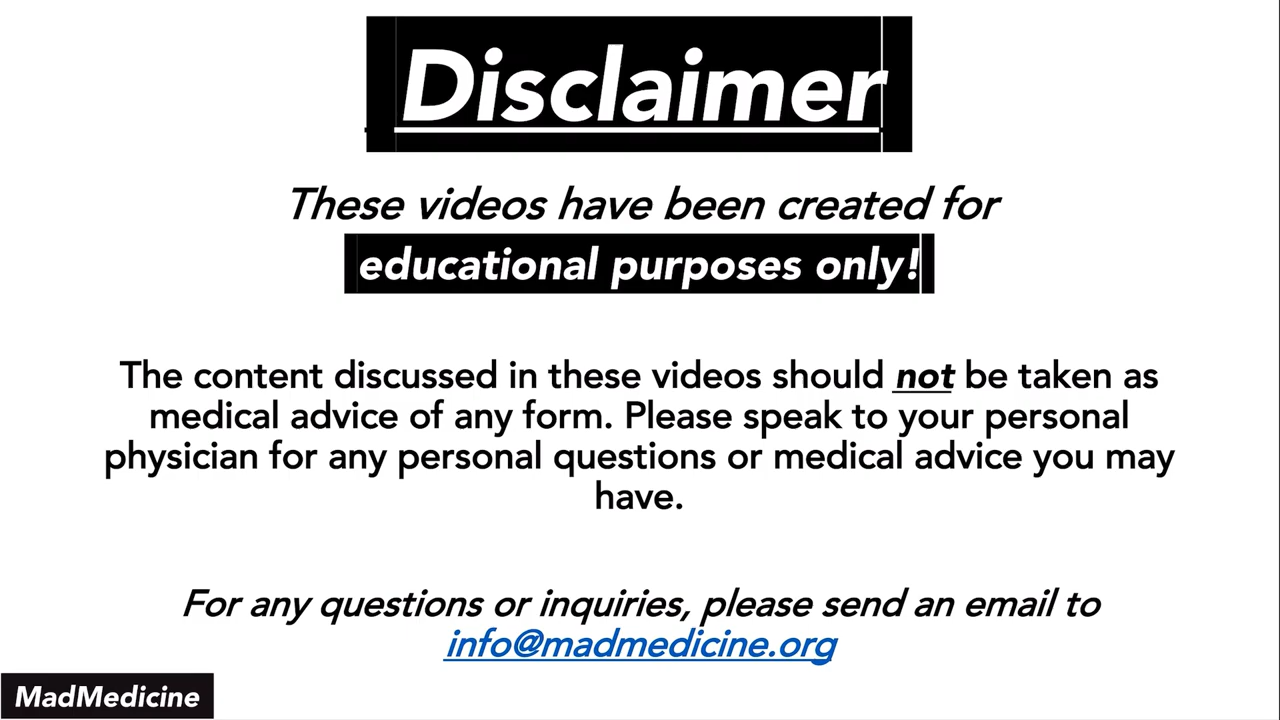 Disclaimer
These videos have been created for
educational purposes only!
The content discussed in these videos should not be taken as
medical advice of any form. Please speak to your personal
physician for any personal questions or medical advice you may
have.
For any questions or inquiries, please send an email to
info@madmedicine.org
MadMedicine